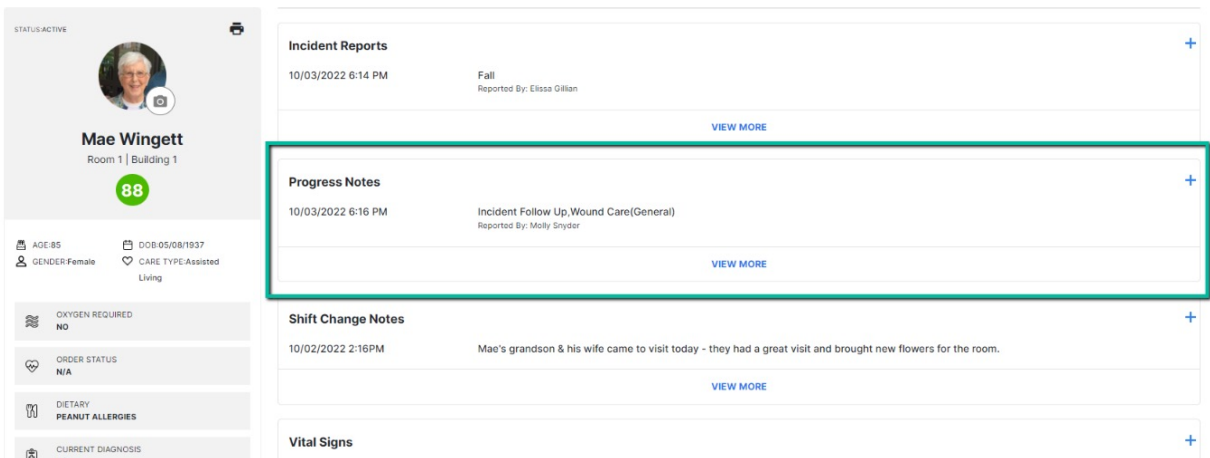 STATUS:ACTIVE
Mae Wingett
Room 1 | Building 1
88
AGE:85
DOB:05/08/1937
GENDER:Female
CARE TYPE:Assisted
Living
OXYGEN REQUIRED
NO
ORDER STATUS
N/A
DIETARY
PEANUT ALLERGIES
CURRENT DIAGNOSIS
Incident Reports
10/03/2022 6:14 PM
Fall
Reported By: Elissa Gillian
VIEW MORE
Progress Notes
10/03/2022 6:16 PM
Incident Follow Up,Wound Care(General)
Reported By: Molly Snyder
VIEW MORE
Shift Change Notes
10/02/2022 2:16PM
Mae's grandson & his wife came to visit today - they had a great visit and brought new flowers for the room.
VIEW MORE
Vital Signs